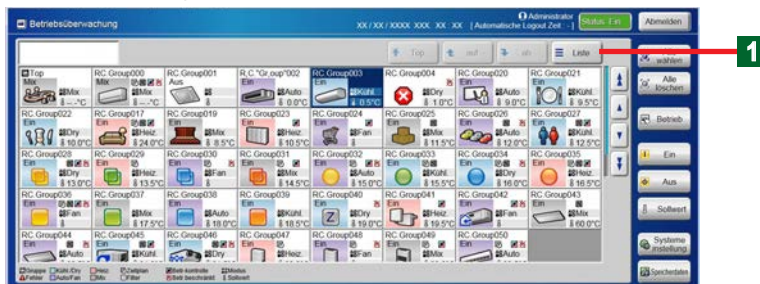 Betriebsüberwachung
XX / XX / XXXX XXX XX XX [Automatische Logout Zeit - ]
Administrator
Status: Ein
Abmelden
Top
auf
ab
Liste
1
wählen
Alle löschen
Betrieb
Ein
Aus
Sollwert
Systeme instellung
Speicherdaten
Top RC.Group000 RC.Group001 R,C."Gr,oup"002 RC.Group003 RC.Group004 RC.Group020 RC.Group021
Mix Mix Aus Ein Ein Ein Ein
Mix Mix Auto Kühl. Dry Auto Kühl.
-.-°C -.-°C 0.0°C 0.5°C 1.0°C 9.0°C 9.5°C
RC.Group022 RC.Group017 RC.Group019 RC.Group023 RC.Group024 RC.Group025 RC.Group026 RC.Group027
Ein Ein Ein Ein Ein Ein Ein Ein
Dry Heiz. Mix Heiz. Fan Mix Auto Kühl.
10.0°C 24.0°C 8.5°C 10.5°C 11.5°C 12.0°C 12.5°C
RC.Group028 RC.Group029 RC.Group030 RC.Group031 RC.Group032 RC.Group033 RC.Group034 RC.Group035
Ein Ein Ein Ein Ein Ein Ein Ein
Dry Heiz. Fan Mix Auto Kühl. Dry Heiz.
13.0°C 13.5°C 14.5°C 15.0°C 15.5°C 16.0°C 16.5°C
RC.Group036 RC.Group037 RC.Group038 RC.Group039 RC.Group040 RC.Group041 RC.Group042 RC.Group043
Ein Ein Ein Ein Ein Ein Ein Ein
Fan Mix Auto Kühl. Dry Heiz. Fan Mix
17.5°C 18.0°C 18.5°C 19.0°C 19.5°C 60.0°C
RC.Group044 RC.Group045 RC.Group046 RC.Group047 RC.Group048 RC.Group049 RC.Group050
Ein Ein Ein Ein Ein Ein Ein
Auto Kühl. Dry Heiz. Fan Mix Auto
Gruppe Kühl./Dry Heiz Zeitplan Betr-kontrolle Modus
Fehler Auto/Fan Mix Filter Betr. beschränkt Sollwert